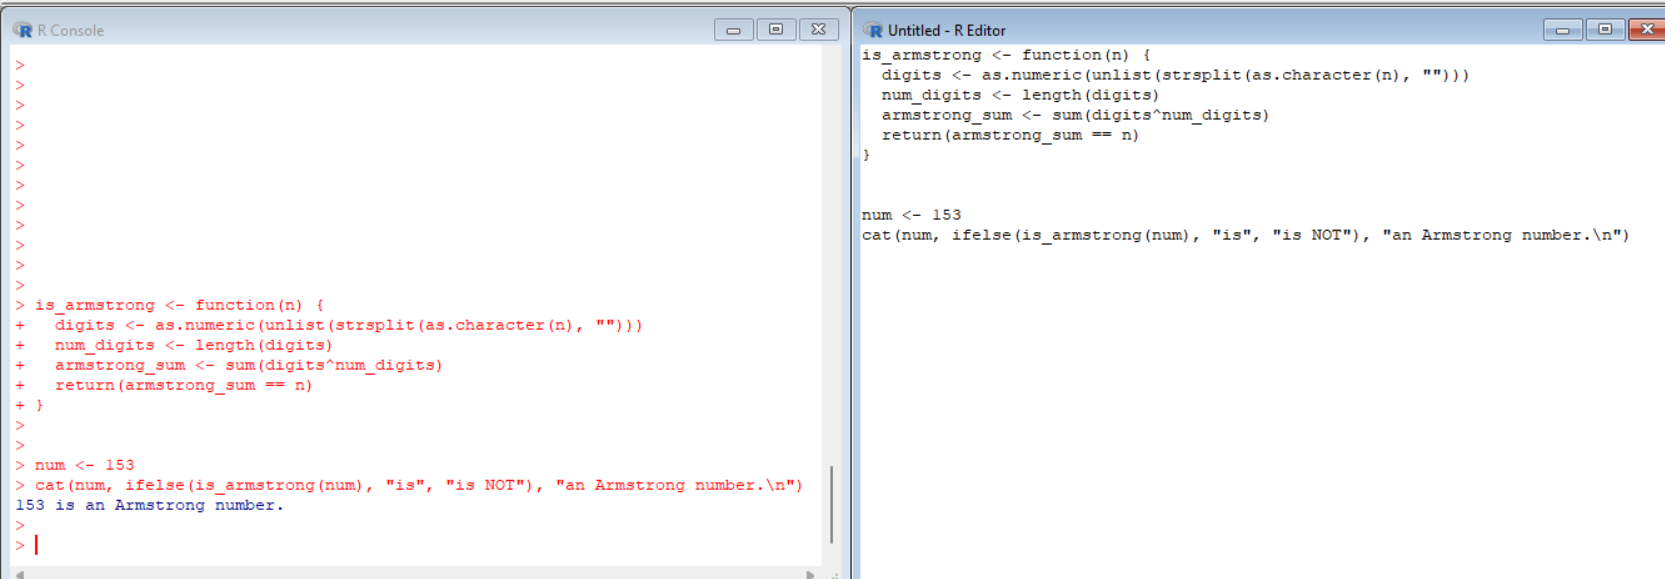 R Console
>
>
>
>
>
>
>
>
>
>
>
>
> is_armstrong <- function(n) {
+   digits <- as.numeric(unlist(strsplit(as.character(n), "")))
+   num_digits <- length(digits)
+   armstrong_sum <- sum(digits^num_digits)
+   return(armstrong_sum == n)
+ }
>
>
> num <- 153
> cat(num, ifelse(is_armstrong(num), "is", "is NOT"), "an Armstrong number.\n")
153 is an Armstrong number.
>
>
Untitled - R Editor
is_armstrong <- function(n) {
  digits <- as.numeric(unlist(strsplit(as.character(n), "")))
  num_digits <- length(digits)
  armstrong_sum <- sum(digits^num_digits)
  return(armstrong_sum == n)
}
num <- 153
cat(num, ifelse(is_armstrong(num), "is", "is NOT"), "an Armstrong number.\n")